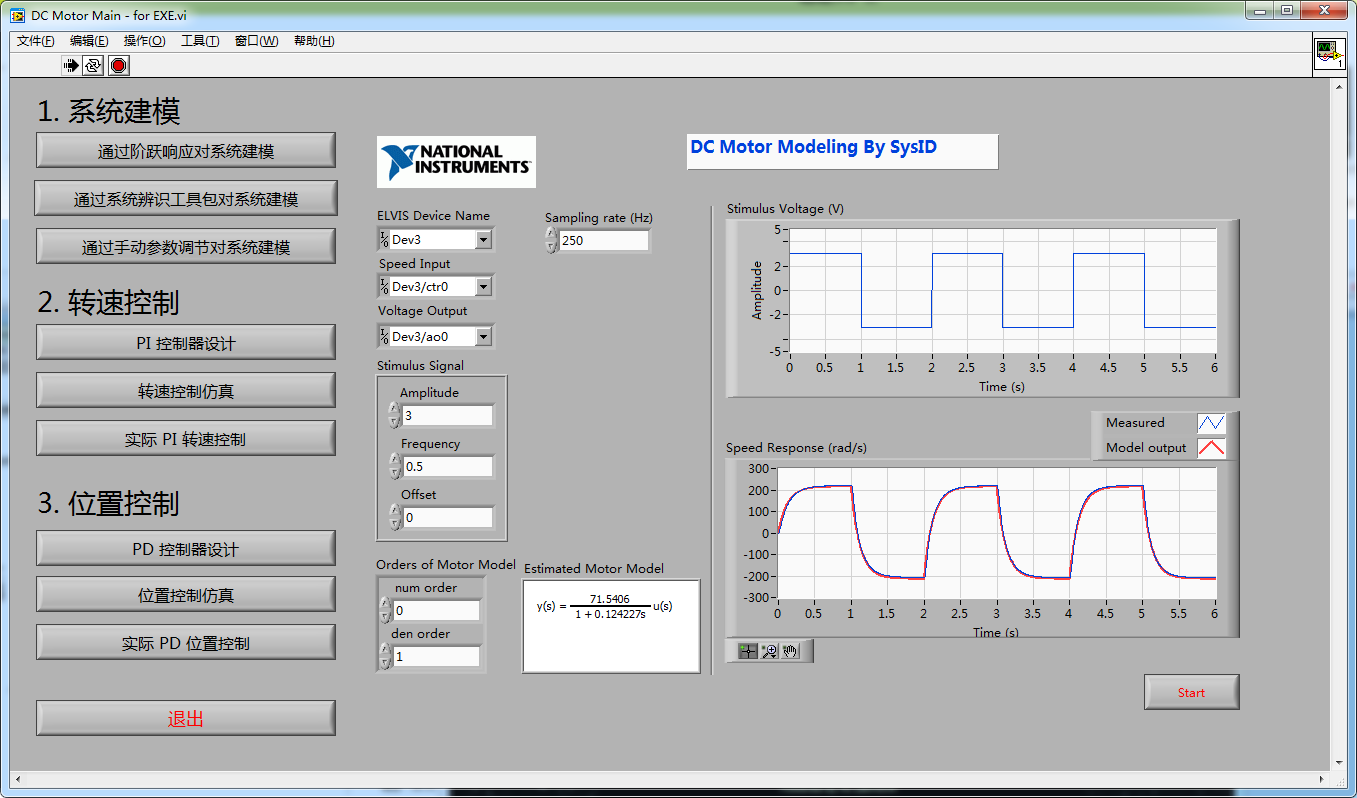 DC Motor Main - for EXE.vi
文件(F) 编辑(E) 操作(O) 工具(T) 窗口(W) 帮助(H)
1
1. 系统建模
通过阶跃响应对系统建模
通过系统辨识工具包对系统建模
通过手动参数调节对系统建模
2. 转速控制
PI 控制器设计
转速控制仿真
实际 PI 转速控制
3. 位置控制
PD 控制器设计
位置控制仿真
实际 PD 位置控制
退出
NATIONAL
INSTRUMENTS
DC Motor Modeling By SysID
ELVIS Device Name
Dev3
Speed Input
Dev3/ctr0
Voltage Output
Dev3/ao0
Sampling rate (Hz)
250
Stimulus Signal
Amplitude
3
Frequency
0.5
Offset
0
Orders of Motor Model
num order
0
den order
1
Estimated Motor Model
y(s) = 71.5406 / 1 + 0.124227s u(s)
Stimulus Voltage (V)
Amplitude
5
2
0
-2
-5
0 0.5 1 1.5 2 2.5 3 3.5 4 4.5 5 5.5 6
Time (s)
Measured
Model output
Speed Response (rad/s)
300
200
100
0
-100
-200
-300
0 0.5 1 1.5 2 2.5 3 3.5 4 4.5 5 5.5 6
Time (s)
Start